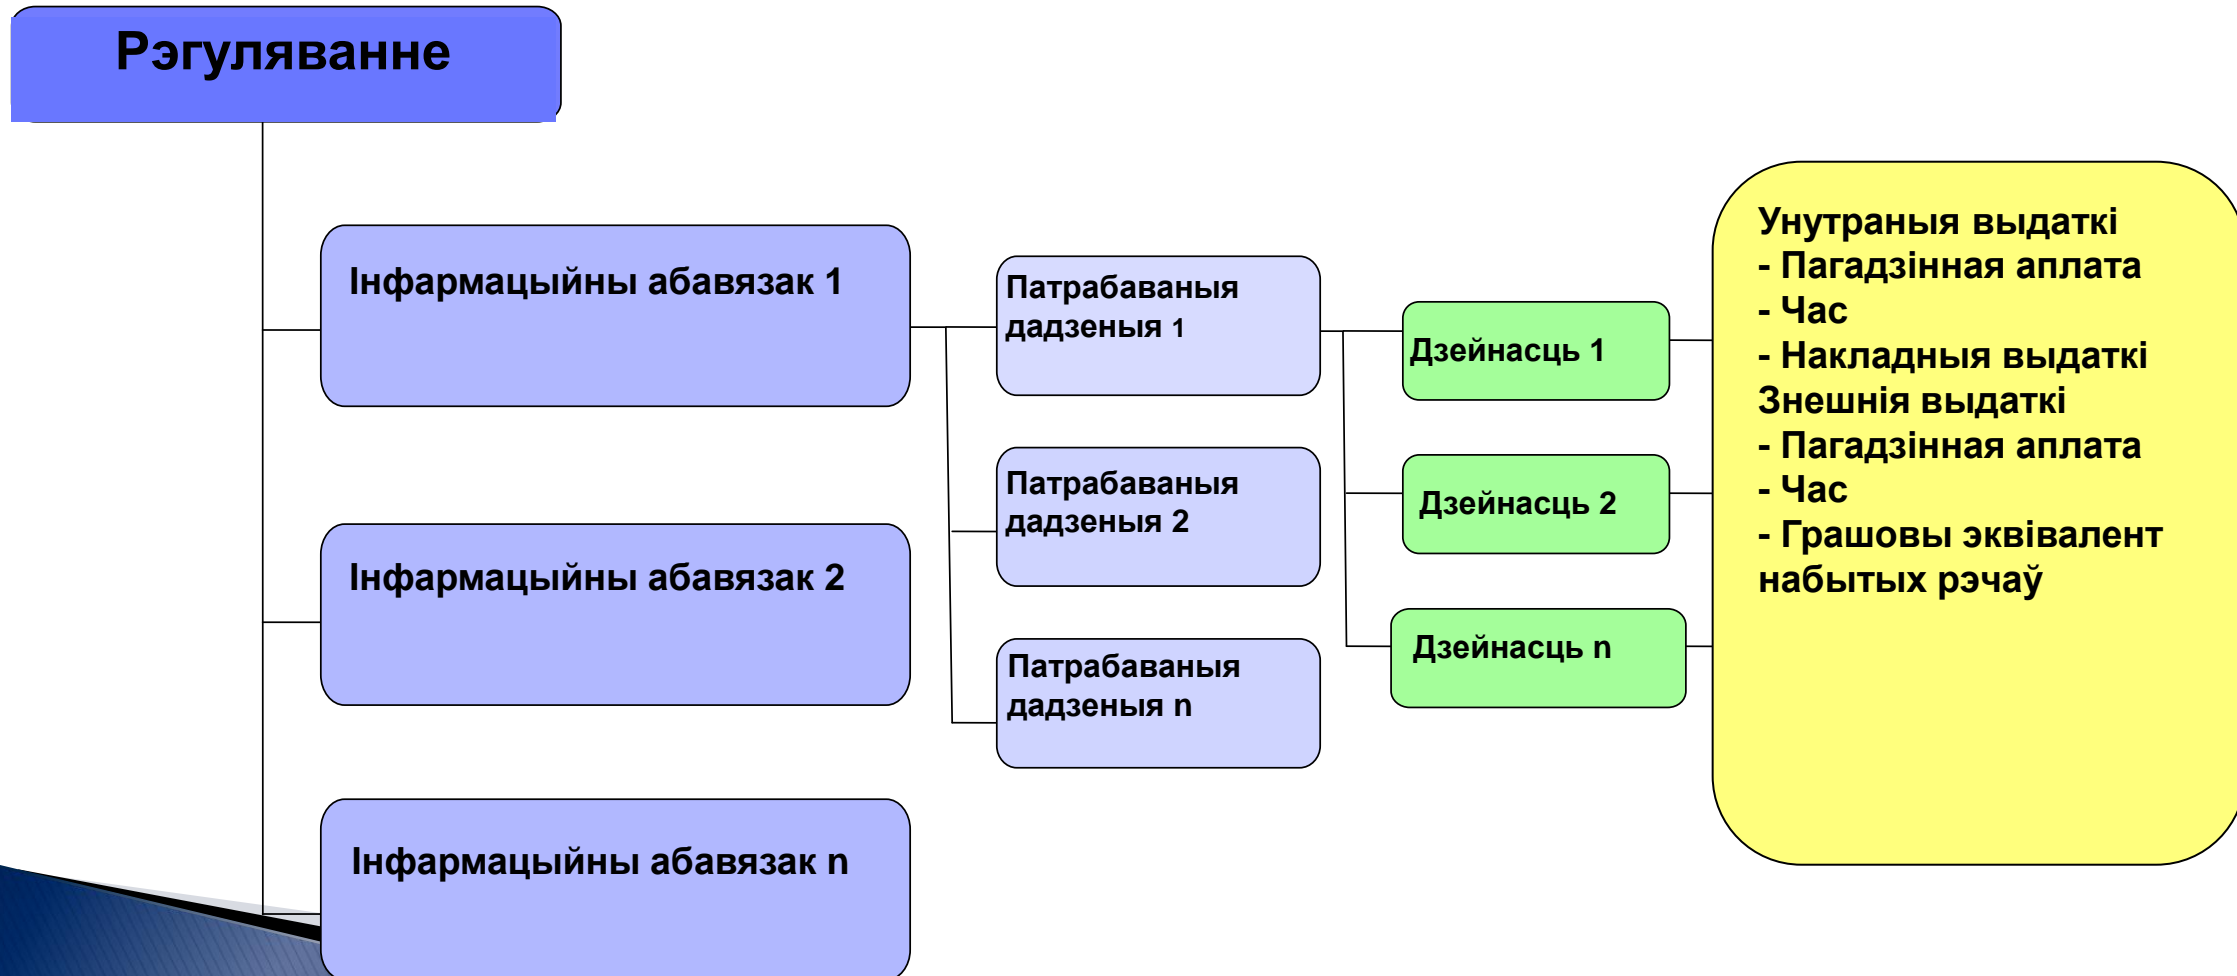 Рэгуляванне
Інфармацыйны абавязак 1
Інфармацыйны абавязак 2
Інфармацыйны абавязак n
Патрабаваныя
дадзеныя 1
Патрабаваныя
дадзеныя 2
Патрабаваныя
дадзеныя n
Дзейнасць 1
Дзейнасць 2
Дзейнасць n
Унутраныя выдаткі
- Пагадзінная аплата
- Час
- Накладныя выдаткі
Знешнія выдаткі
- Пагадзінная аплата
- Час
- Грашовы эквівалент
набытых рэчаў